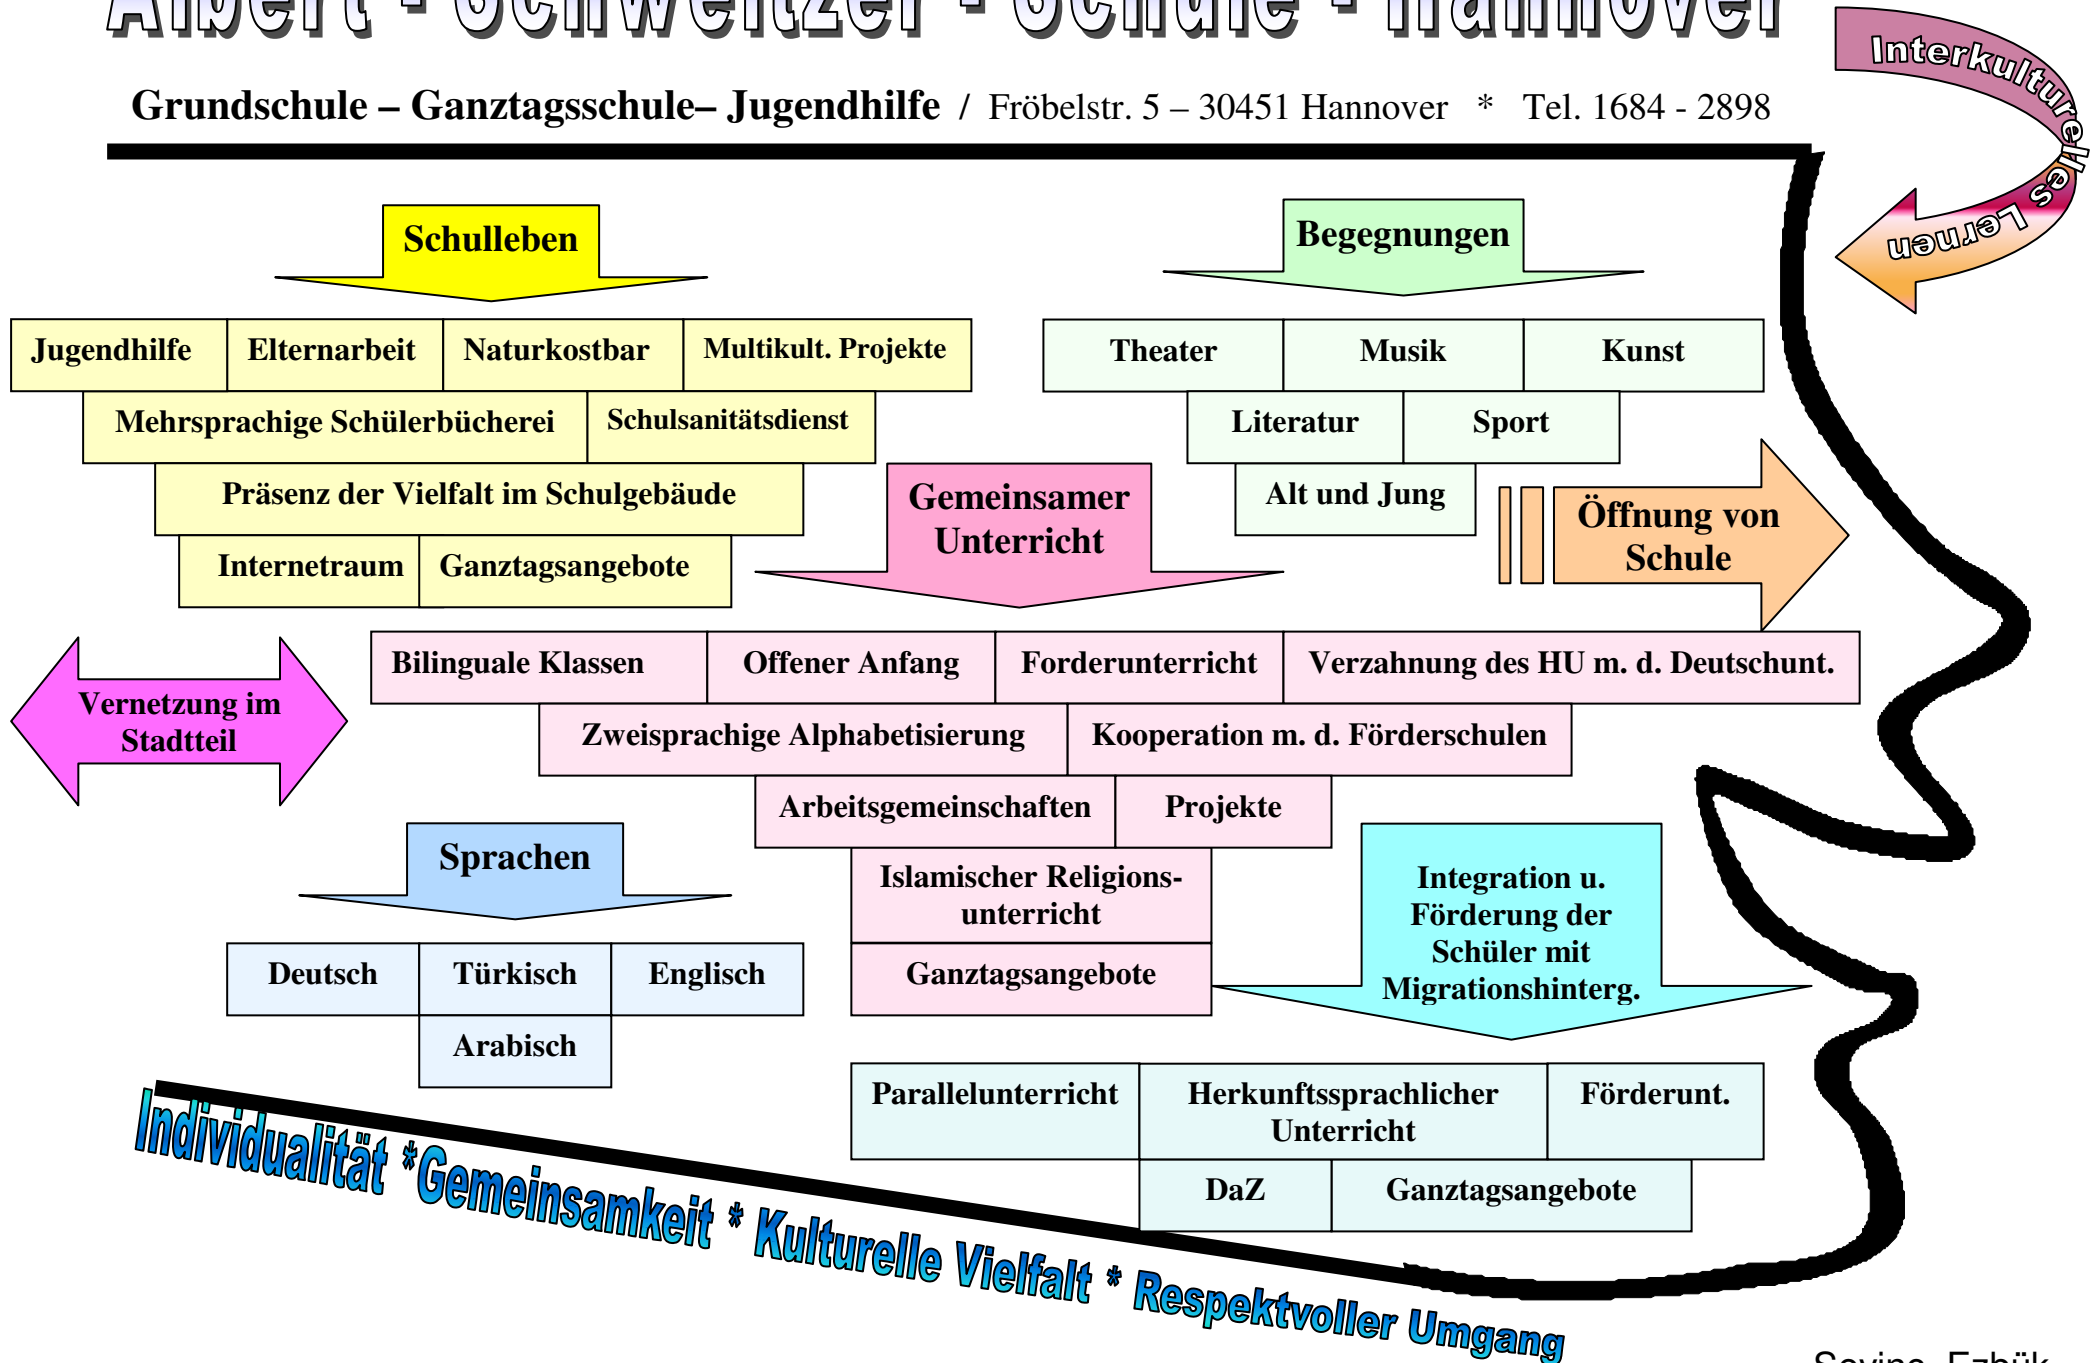 Albert - Schweitzer - Schule - Hannover
Interkulturelles Lernen
Grundschule – Ganztagsschule– Jugendhilfe / Fröbelstr. 5 – 30451 Hannover * Tel. 1684 - 2898
Schulleben
Jugendhilfe
Elternarbeit
Naturkostbar
Multikult. Projekte
Mehrsprachige Schülerbücherei
Schulsanitätsdienst
Präsenz der Vielfalt im Schulgebäude
Internetraum
Ganztagsangebote
Begegnungen
Theater
Musik
Kunst
Literatur
Sport
Alt und Jung
Öffnung von
Schule
Gemeinsamer
Unterricht
Bilinguale Klassen
Offener Anfang
Forderunterricht
Verzahnung des HU m. d. Deutschunt.
Zweisprachige Alphabetisierung
Kooperation m. d. Förderschulen
Arbeitsgemeinschaften
Projekte
Islamischer Religions-
unterricht
Ganztagsangebote
Vernetzung im
Stadtteil
Sprachen
Deutsch
Türkisch
Englisch
Arabisch
Integration u.
Förderung der
Schüler mit
Migrationshinterg.
Parallelunterricht
Herkunftssprachlicher
Unterricht
Förderunt.
DaZ
Ganztagsangebote
Individualität *Gemeinsamkeit * Kulturelle Vielfalt * Respektvoller Umgang